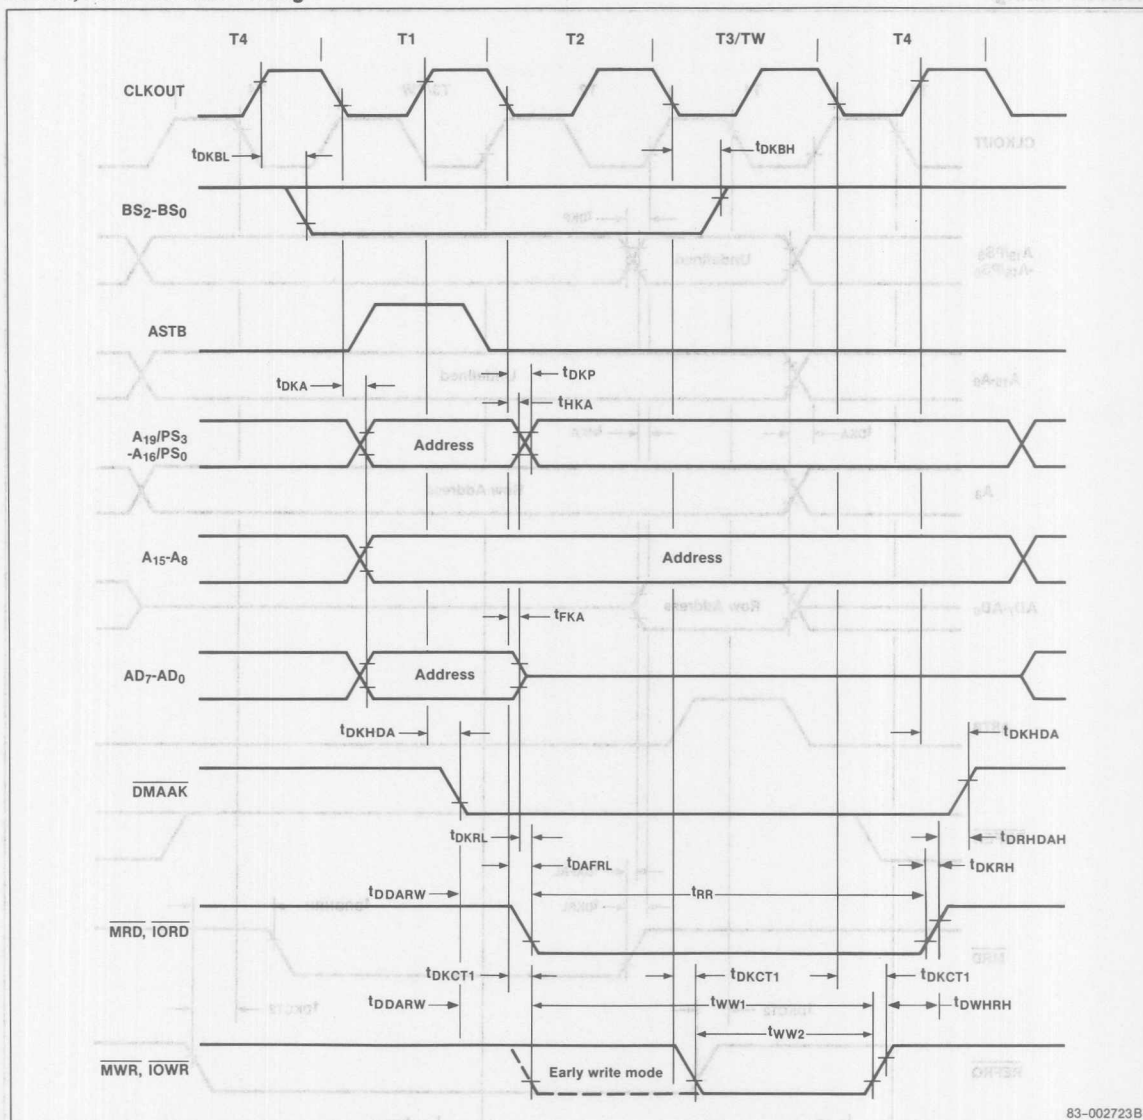 T4 T1 T2 T3/TW T4
CLKOUT
tDKBL
tDKBH
BS2-BS0
ASTB
tDKA
tDKP
tHKA
A19/PS3
-A16/PS0
Address
A15-A8
Address
tFKA
AD7-AD0
Address
tDKHDA
tDKHDA
DMAAK
tDKRL
tDRHDAH
tDAFRL
tDKRH
tDDARW
tRR
MRD, IORD
tDKCT1
tDKCT1
tDKCT1
tDDARW
tWW1
tDWHRH
tWW2
MWR, IOWR
Early write mode
83-002723B